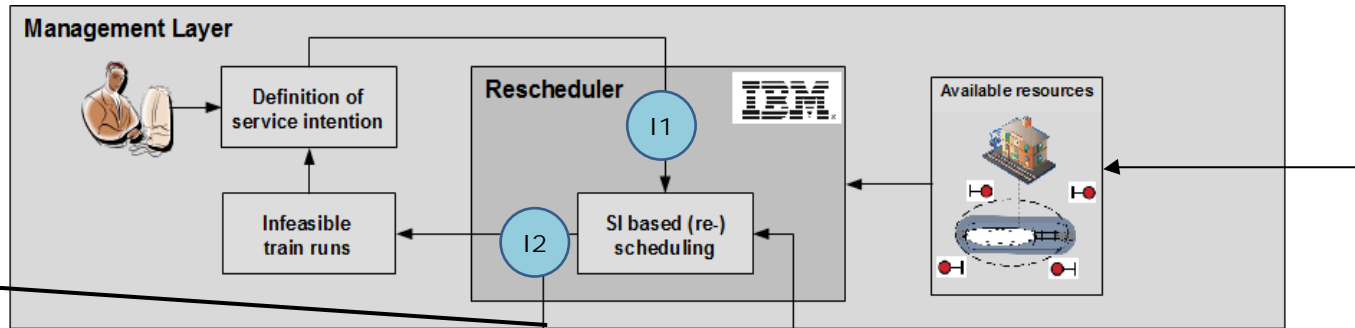 Management Layer
Definition of
service intention
Rescheduler
IBM
Available resources
I1
Infeasible
train runs
I2
SI based (re-)
scheduling